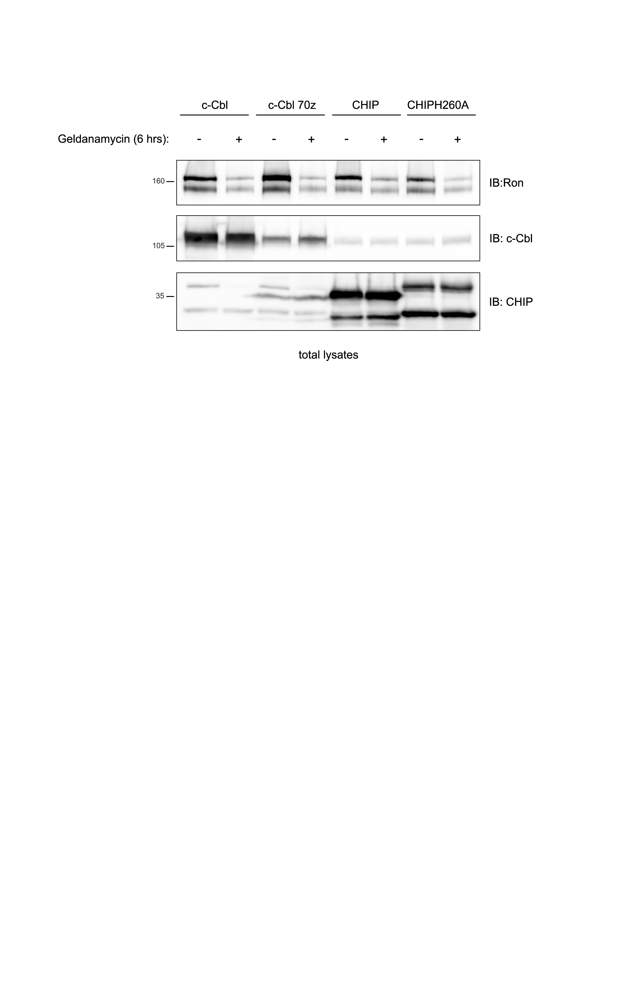 c-Cbl c-Cbl 70z CHIP CHIPH260A
Geldanamycin (6 hrs): - + - + - + - +
160 IB:Ron
105 IB: c-Cbl
35 IB: CHIP
total lysates